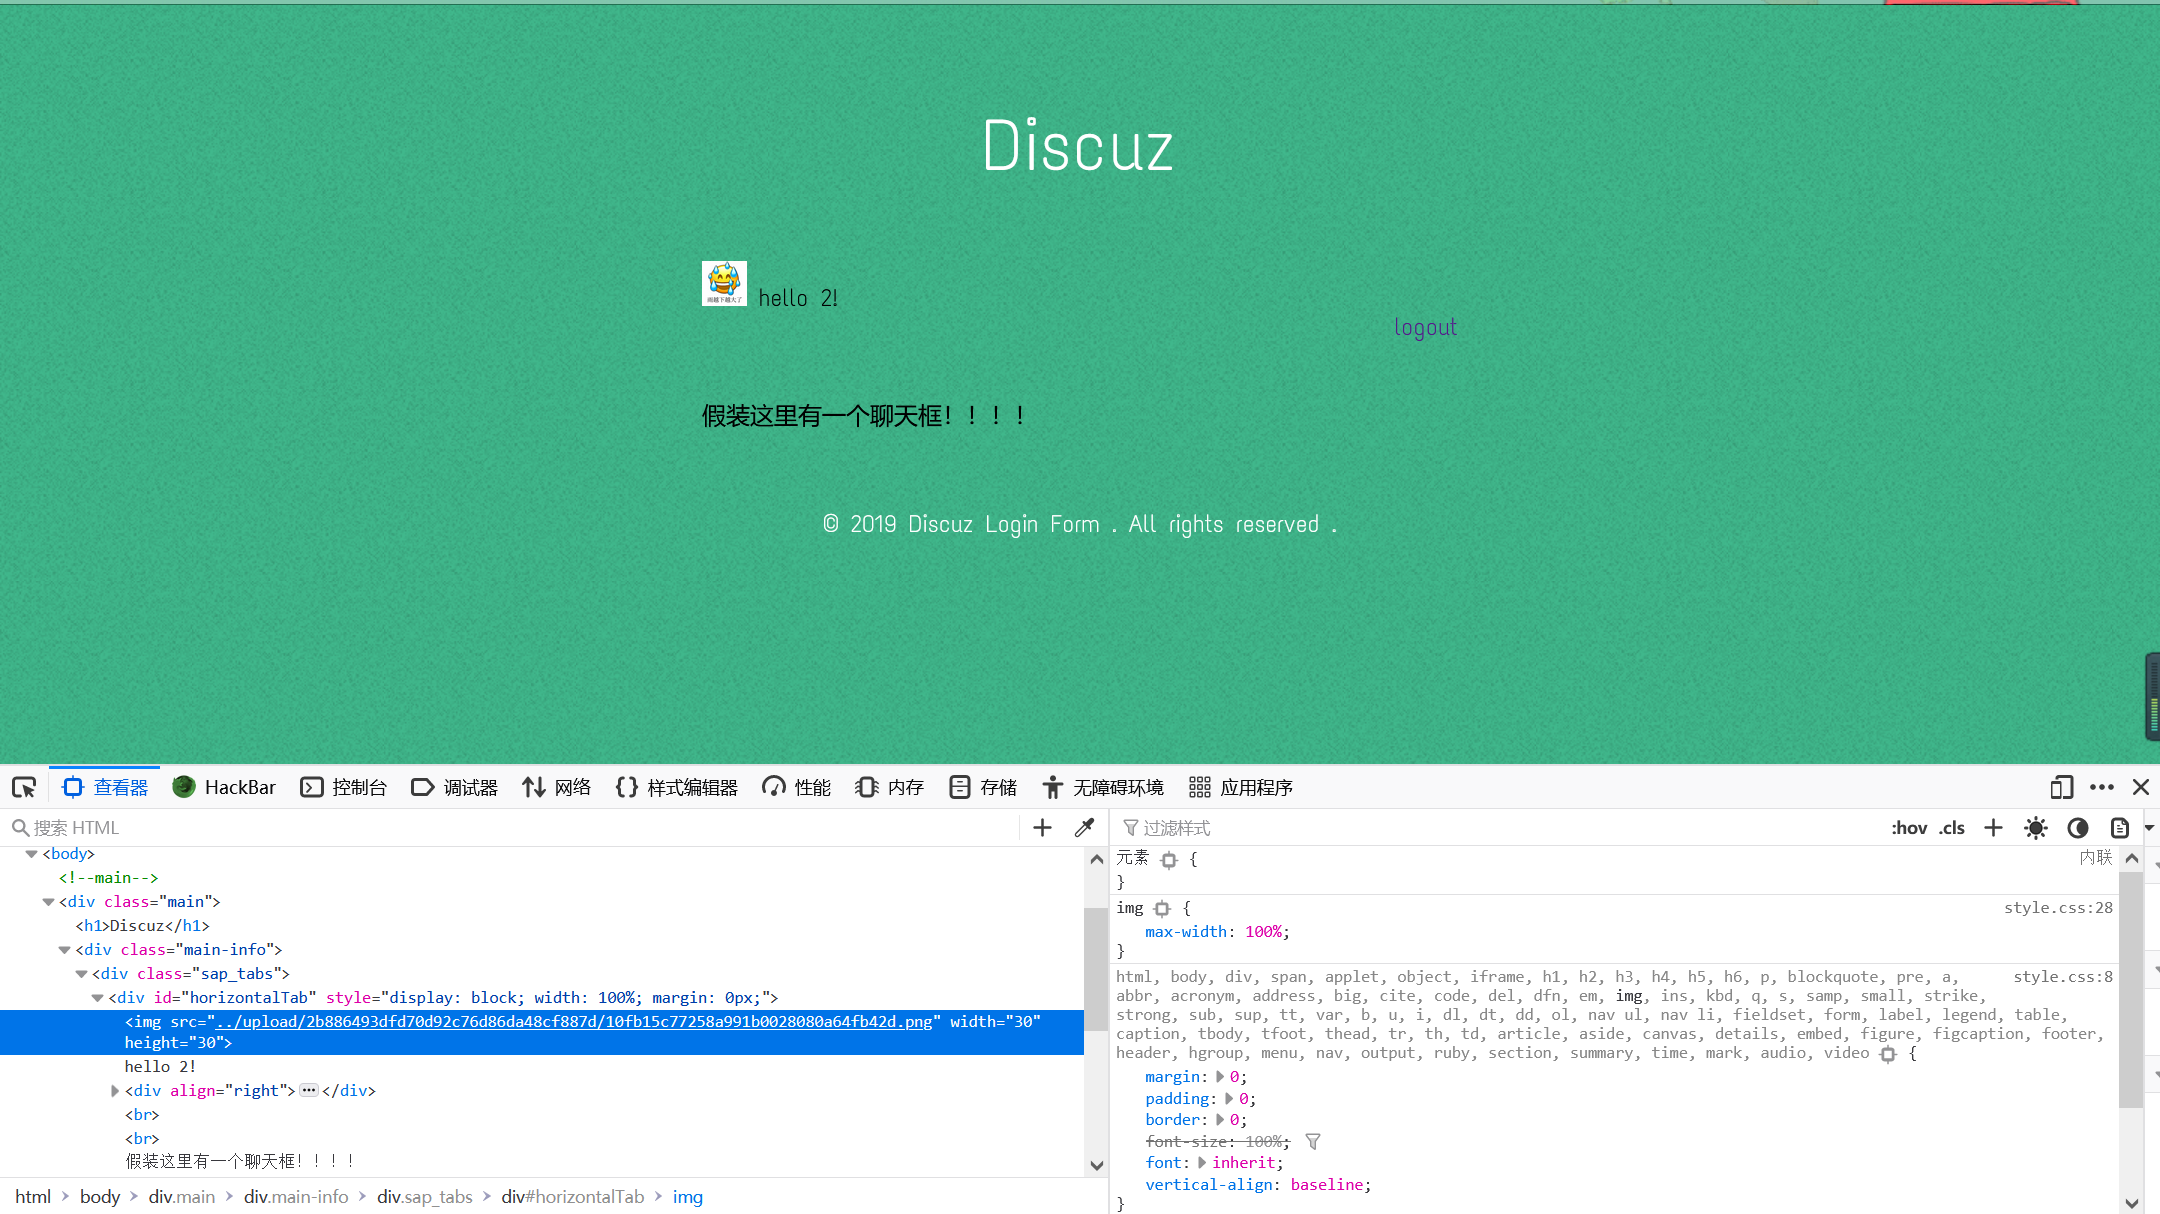 Discuz
雨越下越大了
hello 2!
logout
假装这里有一个聊天框！！！！
© 2019 Discuz Login Form . All rights reserved .
查看器 HackBar 控制台 调试器 网络 样式编辑器 性能 内存 存储 无障碍环境 应用程序
搜索 HTML
<body>
<!--main-->
<div class="main">
<h1>Discuz</h1>
<div class="main-info">
<div class="sap_tabs">
<div id="horizontalTab" style="display: block; width: 100%; margin: 0px;">
<img src="../upload/2b886493dfd70d92c76d86da48cf887d/10fb15c77258a991b0028080a64fb42d.png" width="30"
height="30">
hello 2!
<div align="right"></div>
<br>
<br>
假装这里有一个聊天框！！！！
html body div.main div.main-info div.sap_tabs div#horizontalTab img
过滤样式 :hov .cls
元素 { 内联
}
img { style.css:28
max-width: 100%;
}
html, body, div, span, applet, object, iframe, h1, h2, h3, h4, h5, h6, p, blockquote, pre, a, style.css:8
abbr, acronym, address, big, cite, code, del, dfn, em, img, ins, kbd, q, s, samp, small, strike,
strong, sub, sup, tt, var, b, u, i, dl, dt, dd, ol, nav ul, nav li, fieldset, form, label, legend, table,
caption, tbody, tfoot, thead, tr, th, td, article, aside, canvas, details, embed, figure, figcaption, footer,
header, hgroup, menu, nav, output, ruby, section, summary, time, mark, audio, video {
margin: 0;
padding: 0;
border: 0;
font-size: 100%;
font: inherit;
vertical-align: baseline;
}